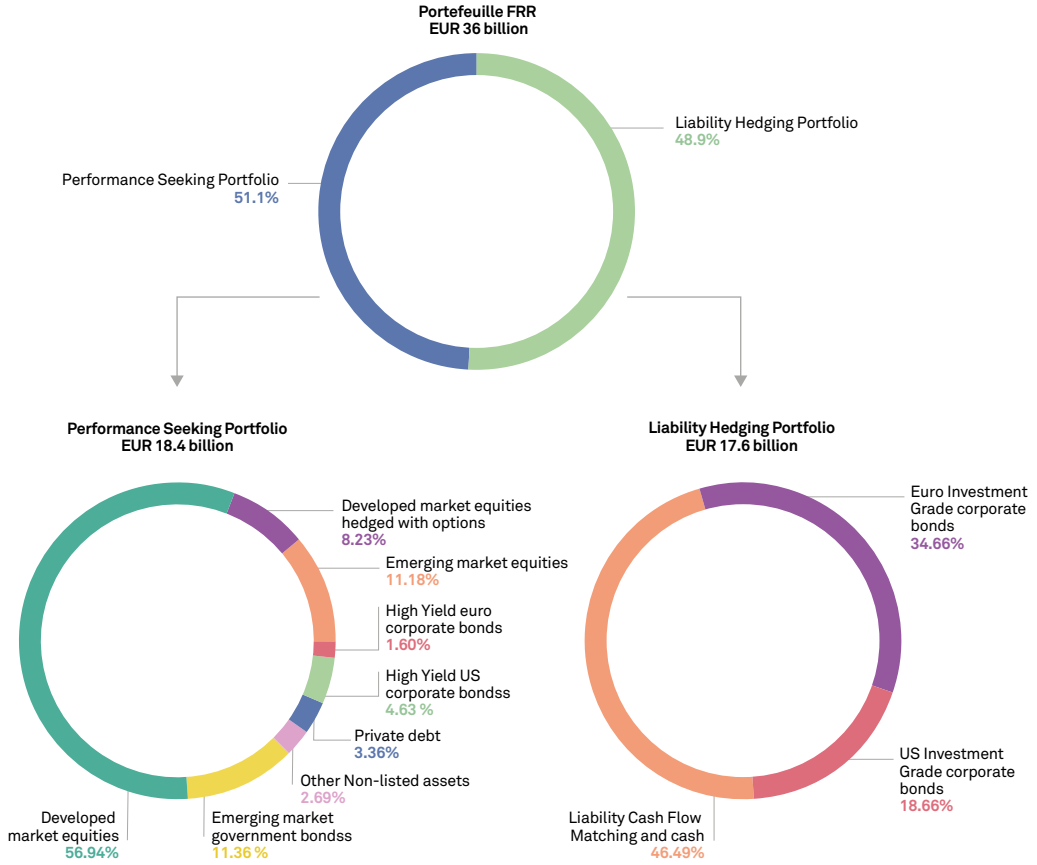 Portefeuille FRR
EUR 36 billion
Liability Hedging Portfolio
48.9%
Performance Seeking Portfolio
51.1%
Performance Seeking Portfolio
EUR 18.4 billion
Developed market equities
hedged with options
8.23%
Emerging market equities
11.18%
High Yield euro
corporate bonds
1.60%
High Yield US
corporate bondss
4.63 %
Private debt
3.36%
Other Non-listed assets
2.69%
Emerging market
government bondss
11.36 %
Developed
market equities
56.94%
Liability Hedging Portfolio
EUR 17.6 billion
Euro Investment
Grade corporate
bonds
34.66%
US Investment
Grade corporate
bonds
18.66%
Liability Cash Flow
Matching and cash
46.49%